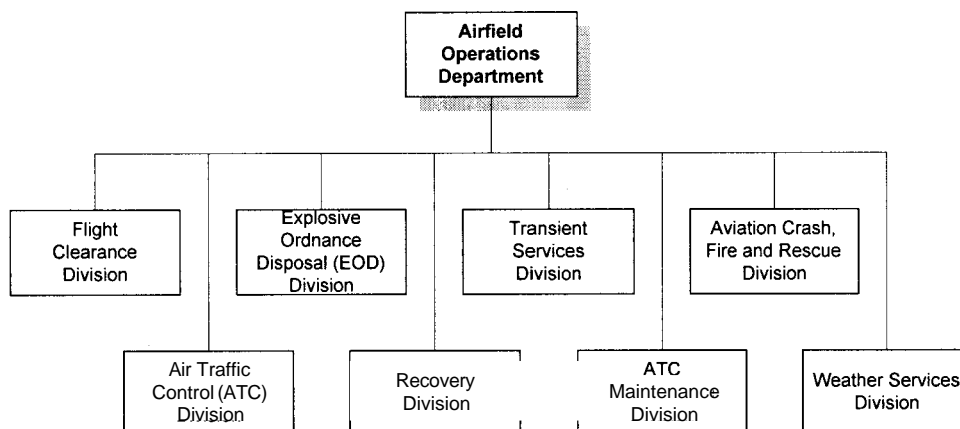 Airfield
Operations
Department
Flight
Clearance
Division
Explosive
Ordnance
Disposal (EOD)
Division
Transient
Services
Division
Aviation Crash,
Fire and Rescue
Division
Air Traffic
Control (ATC)
Division
Recovery
Division
ATC
Maintenance
Division
Weather Services
Division